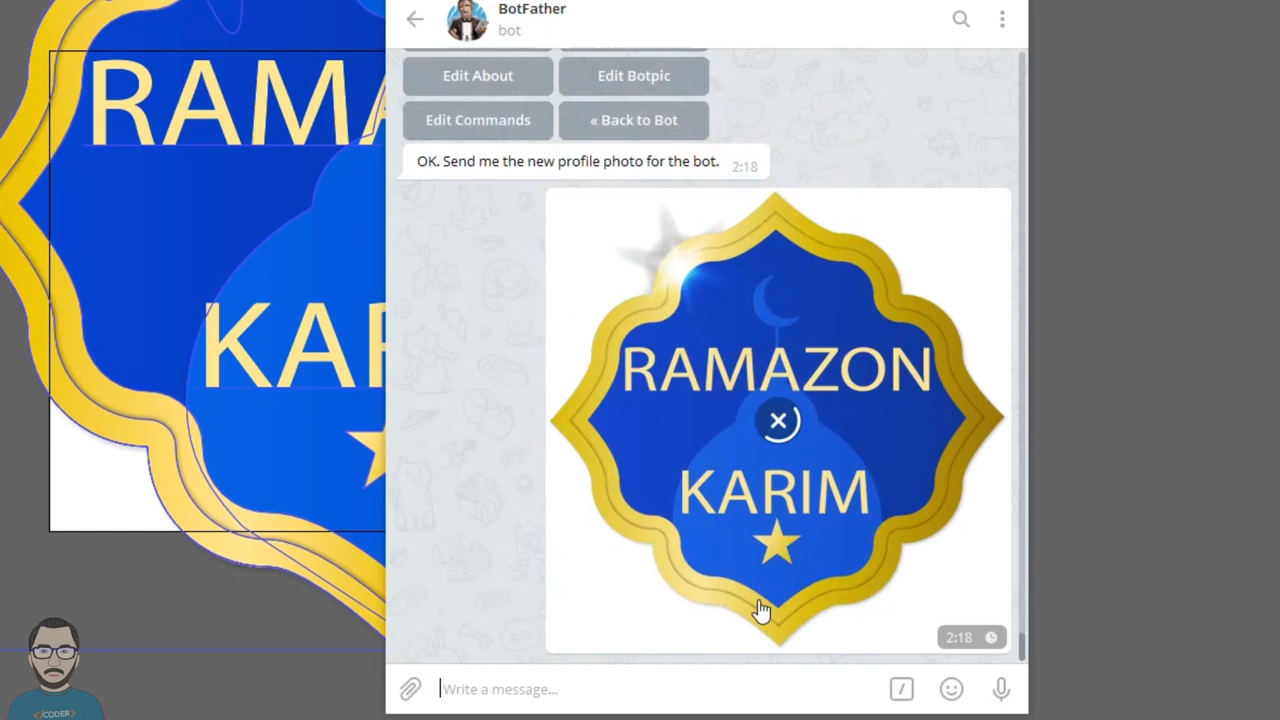 BotFather
bot
Edit About
Edit Botpic
Edit Commands
« Back to Bot
OK. Send me the new profile photo for the bot.
2:18
RAMA
KAR
RAMAZON
KARIM
2:18
Write a message...
</CODER>